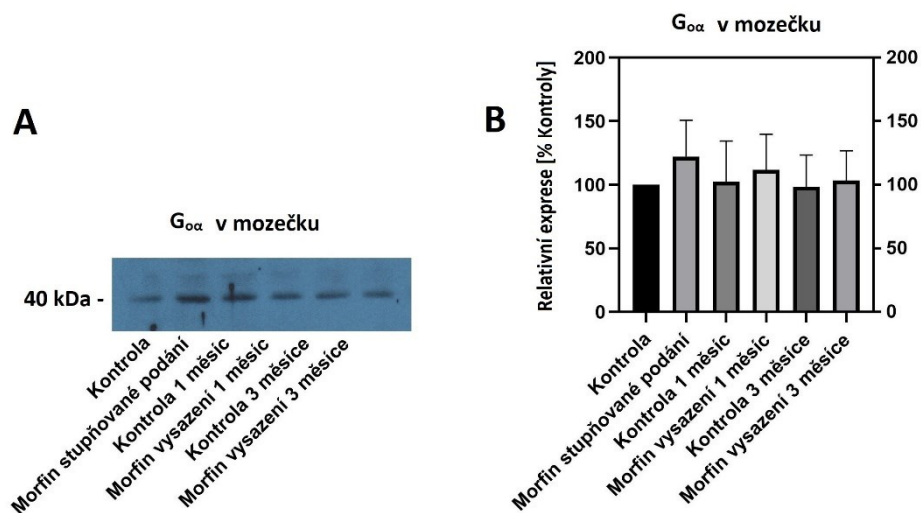 A
Gₒα v mozečku
40 kDa -
Kontrola
Morfin stupňované podání
Kontrola 1 měsíc
Morfin vysazení 1 měsíc
Kontrola 3 měsíce
Morfin vysazení 3 měsíce
B
Gₒα v mozečku
Relativní exprese [% Kontroly]
200
150
100
50
0
200
150
100
50
0
Kontrola
Morfin stupňované podání
Kontrola 1 měsíc
Morfin vysazení 1 měsíc
Kontrola 3 měsíce
Morfin vysazení 3 měsíce